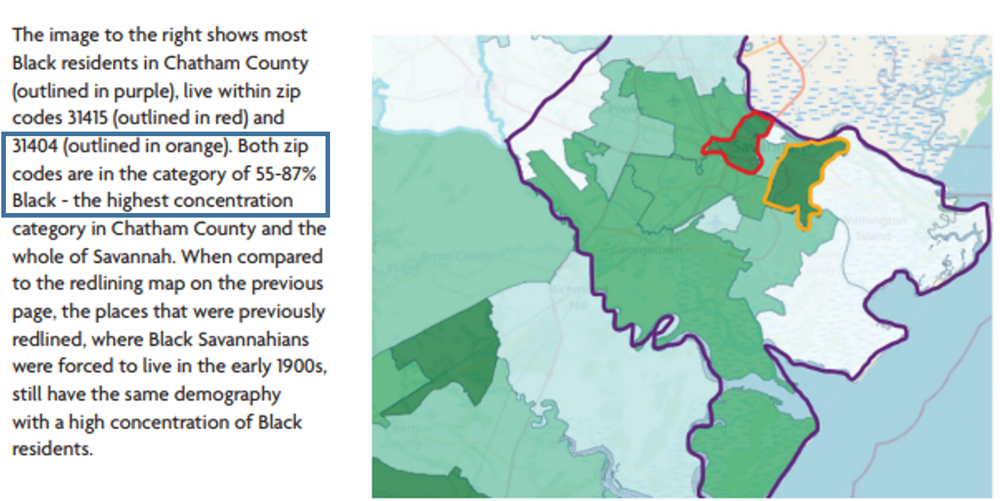 The image to the right shows most
Black residents in Chatham County
(outlined in purple), live within zip
codes 31415 (outlined in red) and
31404 (outlined in orange). Both zip
codes are in the category of 55-87%
Black - the highest concentration
category in Chatham County and the
whole of Savannah. When compared
to the redlining map on the previous
page, the places that were previously
redlined, where Black Savannahians
were forced to live in the early 1900s,
still have the same demography
with a high concentration of Black
residents.
Savannah
Georgetown
Wilmington
Island
Bryan County
Richmond
Hill
Liberty
County